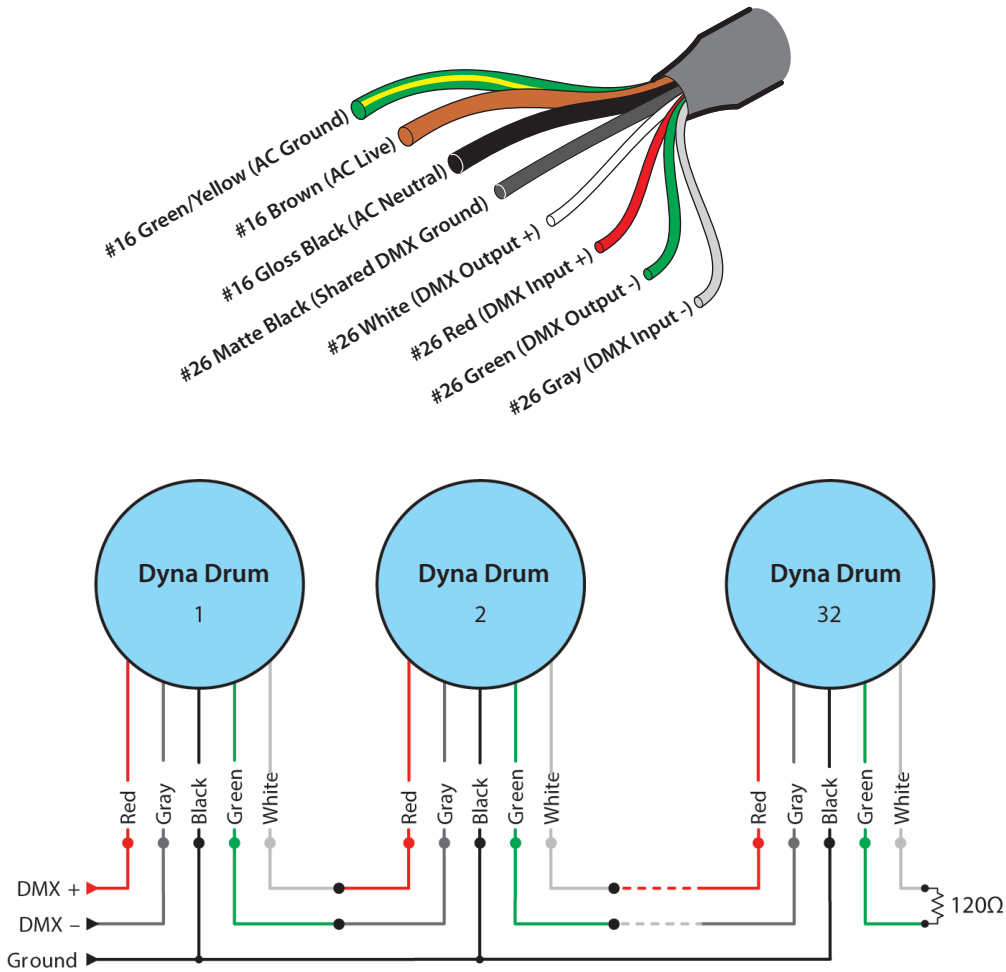 #16 Green/Yellow (AC Ground)
#16 Brown (AC Live)
#16 Gloss Black (AC Neutral)
#26 Matte Black (Shared DMX Ground)
#26 White (DMX Output +)
#26 Red (DMX Input +)
#26 Green (DMX Output -)
#26 Gray (DMX Input -)
Dyna Drum
1
Dyna Drum
2
Dyna Drum
32
Red
Gray
Black
Green
White
Red
Gray
Black
Green
White
Red
Gray
Black
Green
White
DMX +
DMX –
Ground
120Ω